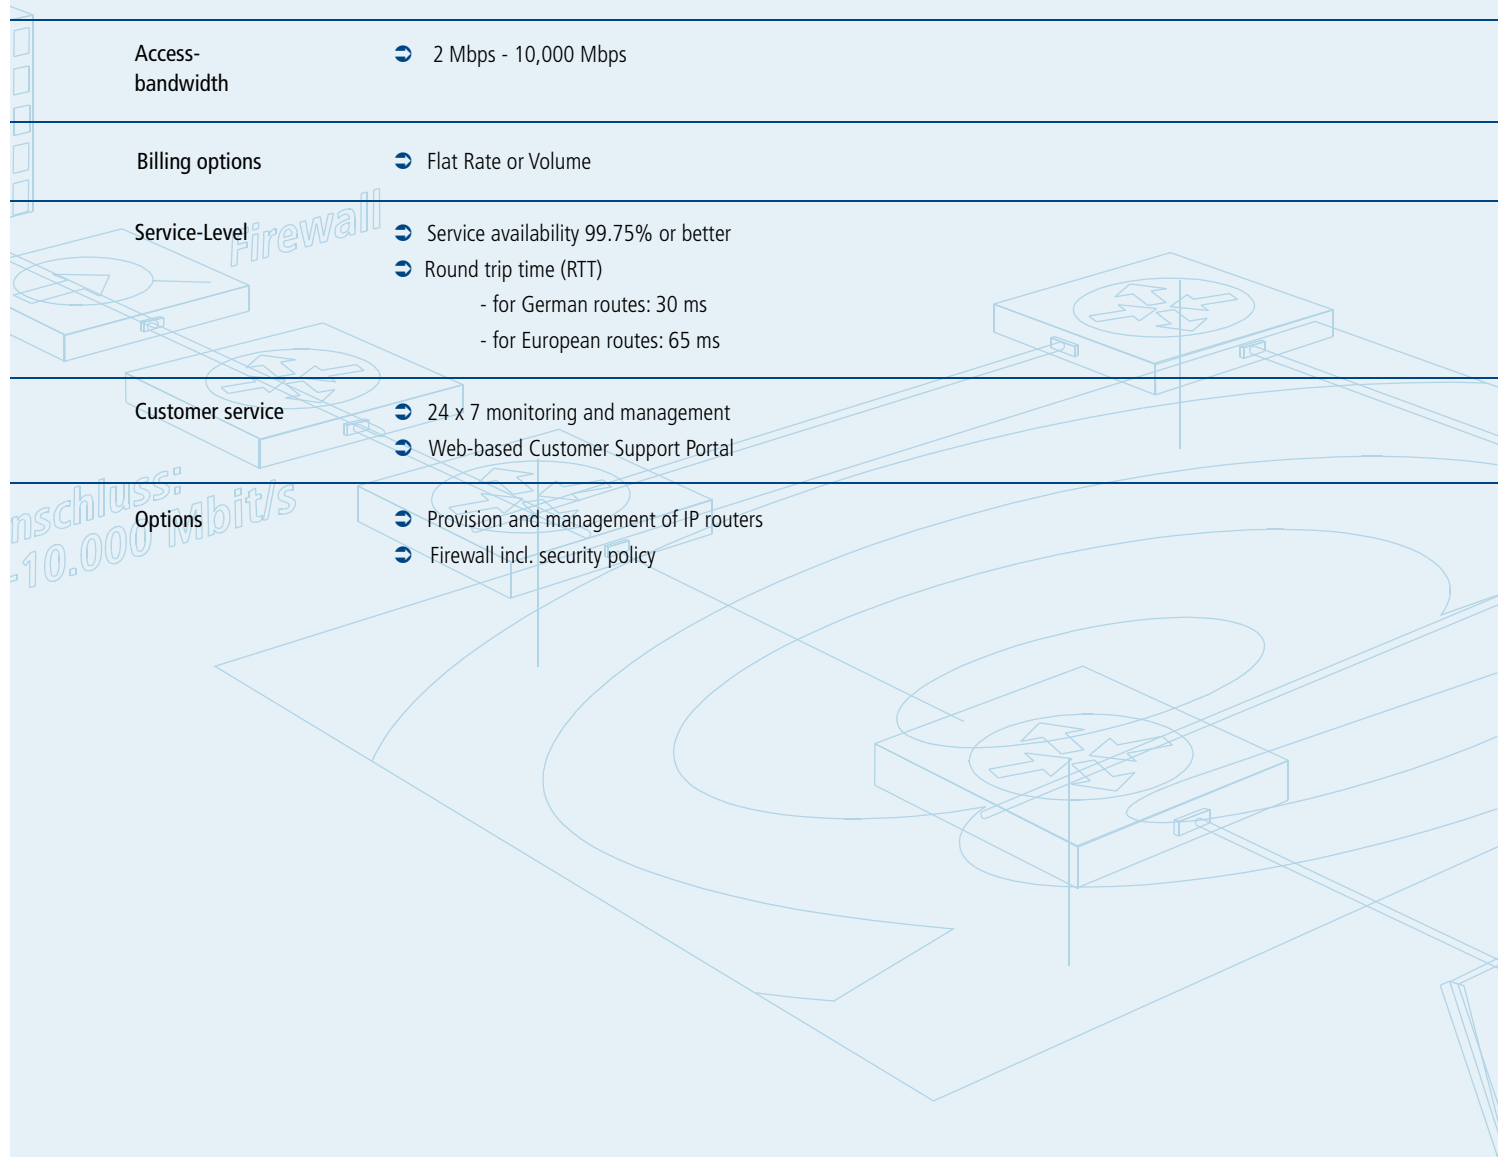 Access-
bandwidth
2 Mbps - 10,000 Mbps
Billing options
Flat Rate or Volume
Firewall
Service-Level
Service availability 99.75% or better
Round trip time (RTT)
- for German routes: 30 ms
- for European routes: 65 ms
Customer service
24 x 7 monitoring and management
Web-based Customer Support Portal
nschluss:
-10.000 Mbit/s
Options
Provision and management of IP routers
Firewall incl. security policy